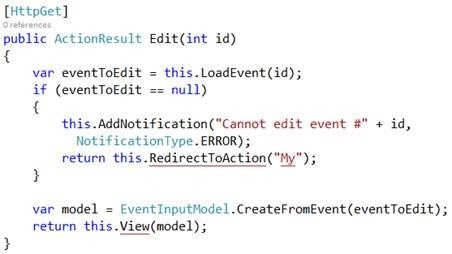 [HttpGet]
0 references
public ActionResult Edit(int id)
{
    var eventToEdit = this.LoadEvent(id);
    if (eventToEdit == null)
    {
        this.AddNotification("Cannot edit event #" + id,
          NotificationType.ERROR);
        return this.RedirectToAction("My");
    }

    var model = EventInputModel.CreateFromEvent(eventToEdit);
    return this.View(model);
}